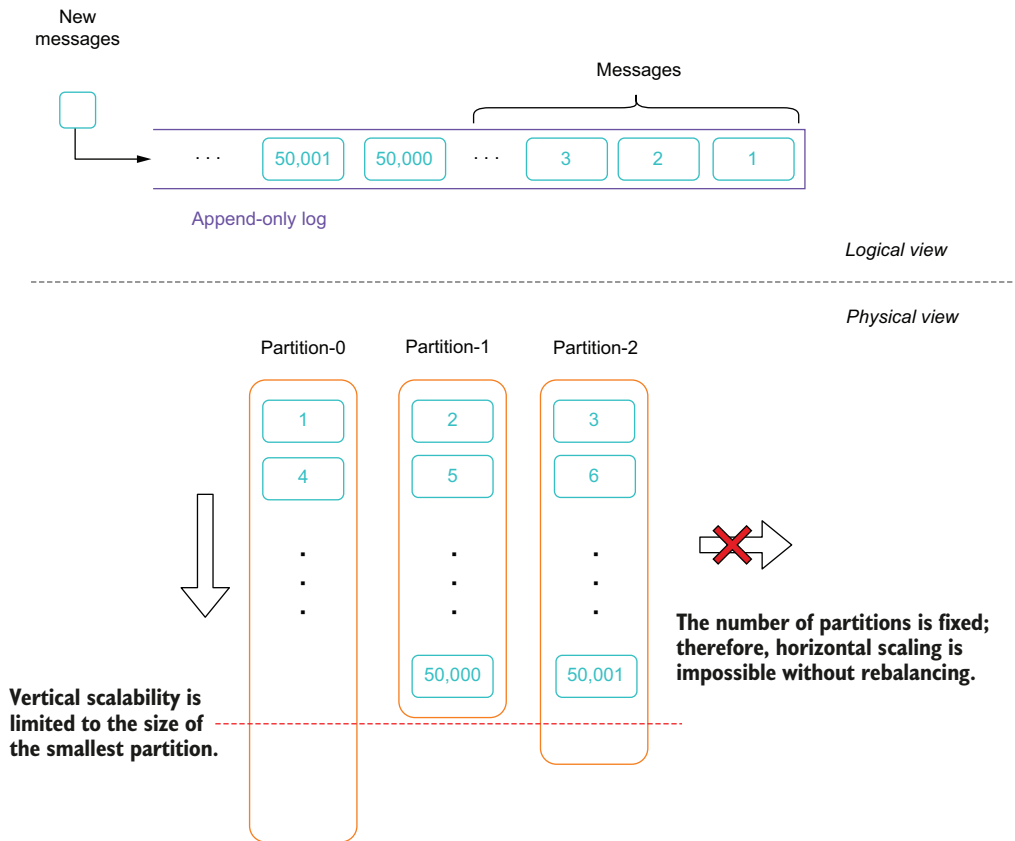 New
messages
Messages
. . . 50,001 50,000 . . . 3 2 1
Append-only log
Logical view
Physical view
Partition-0 Partition-1 Partition-2
1 2 3
4 5 6
The number of partitions is fixed;
therefore, horizontal scaling is
impossible without rebalancing.
50,000 50,001
Vertical scalability is
limited to the size of
the smallest partition.